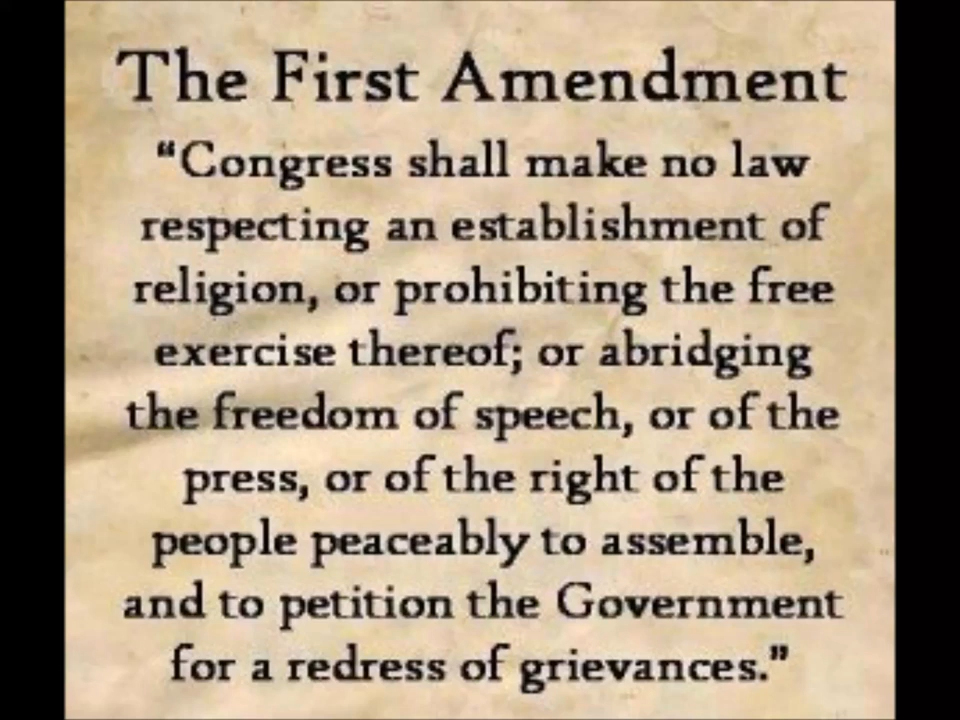 The First Amendment
“Congress shall make no law
respecting an establishment of
religion, or prohibiting the free
exercise thereof; or abridging
the freedom of speech, or of the
press, or of the right of the
people peaceably to assemble,
and to petition the Government
for a redress of grievances.”